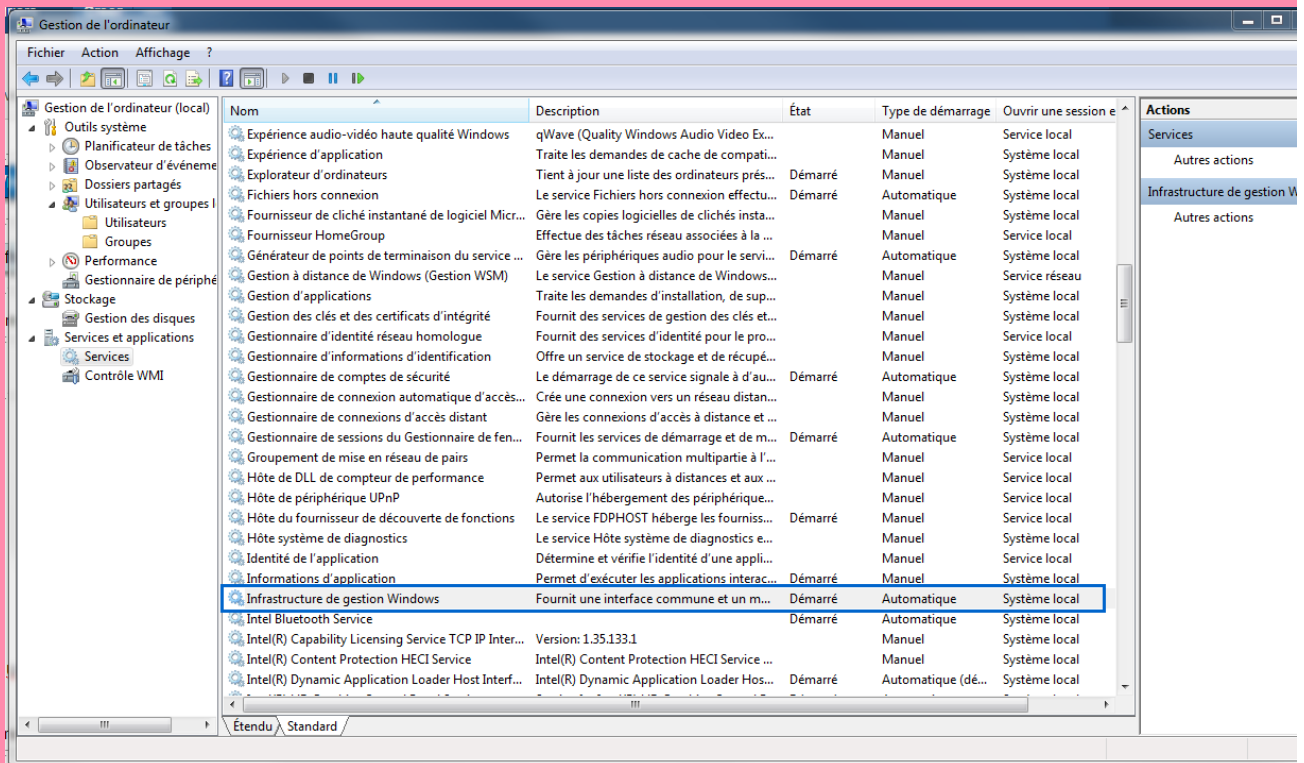 Gestion de l'ordinateur
Fichier Action Affichage ?
Gestion de l'ordinateur (local)
Outils système
Planificateur de tâches
Observateur d'événeme
Dossiers partagés
Utilisateurs et groupes l
Utilisateurs
Groupes
Performance
Gestionnaire de périphé
Stockage
Gestion des disques
Services et applications
Services
Contrôle WMI
Nom Description État Type de démarrage Ouvrir une session e
Expérience audio-vidéo haute qualité Windows qWave (Quality Windows Audio Video Ex... Manuel Service local
Expérience d'application Traite les demandes de cache de compati... Manuel Système local
Explorateur d'ordinateurs Tient à jour une liste des ordinateurs prés... Démarré Manuel Système local
Fichiers hors connexion Le service Fichiers hors connexion effectu... Démarré Automatique Système local
Fournisseur de cliché instantané de logiciel Micr... Gère les copies logicielles de clichés insta... Manuel Système local
Fournisseur HomeGroup Effectue des tâches réseau associées à la ... Manuel Service local
Générateur de points de terminaison du service ... Gère les périphériques audio pour le servi... Démarré Automatique Système local
Gestion à distance de Windows (Gestion WSM) Le service Gestion à distance de Windows... Manuel Service réseau
Gestion d'applications Traite les demandes d'installation, de sup... Manuel Système local
Gestion des clés et des certificats d'intégrité Fournit des services de gestion des clés et... Manuel Système local
Gestionnaire d'identité réseau homologue Fournit des services d'identité pour le pro... Manuel Service local
Gestionnaire d'informations d'identification Offre un service de stockage et de récupé... Manuel Système local
Gestionnaire de comptes de sécurité Le démarrage de ce service signale à d'au... Démarré Automatique Système local
Gestionnaire de connexion automatique d'accès... Crée une connexion vers un réseau distan... Manuel Système local
Gestionnaire de connexions d'accès distant Gère les connexions d'accès à distance et ... Manuel Système local
Gestionnaire de sessions du Gestionnaire de fen... Fournit les services de démarrage et de m... Démarré Automatique Système local
Groupement de mise en réseau de pairs Permet la communication multipartie à l'... Manuel Service local
Hôte de DLL de compteur de performance Permet aux utilisateurs à distances et aux ... Manuel Service local
Hôte de périphérique UPnP Autorise l'hébergement des périphérique... Manuel Service local
Hôte du fournisseur de découverte de fonctions Le service FDPHOST héberge les fourniss... Démarré Manuel Service local
Hôte système de diagnostics Le service Hôte système de diagnostics e... Manuel Système local
Identité de l'application Détermine et vérifie l'identité d'une appli... Manuel Service local
Informations d'application Permet d'exécuter les applications interac... Démarré Manuel Système local
Infrastructure de gestion Windows Fournit une interface commune et un m... Démarré Automatique Système local
Intel Bluetooth Service Démarré Automatique Système local
Intel(R) Capability Licensing Service TCP IP Inter... Version: 1.35.133.1 Manuel Système local
Intel(R) Content Protection HECI Service Intel(R) Content Protection HECI Service ... Manuel Système local
Intel(R) Dynamic Application Loader Host Interf... Intel(R) Dynamic Application Loader Hos... Démarré Automatique (dé... Système local
Étendu Standard
Actions
Services
Autres actions
Infrastructure de gestion W
Autres actions